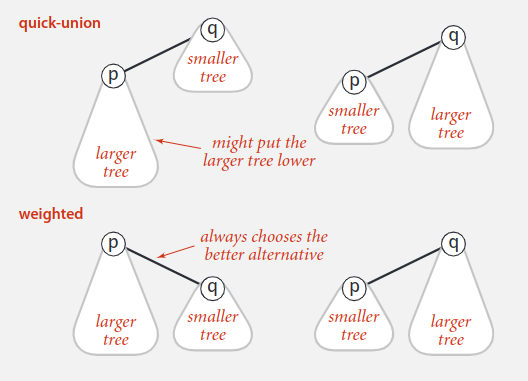 quick-union
q
smaller
tree
p
larger
tree
might put the
larger tree lower
q
p
smaller
tree
larger
tree
weighted
p
always chooses the
better alternative
q
larger
tree
smaller
tree
q
p
smaller
tree
larger
tree